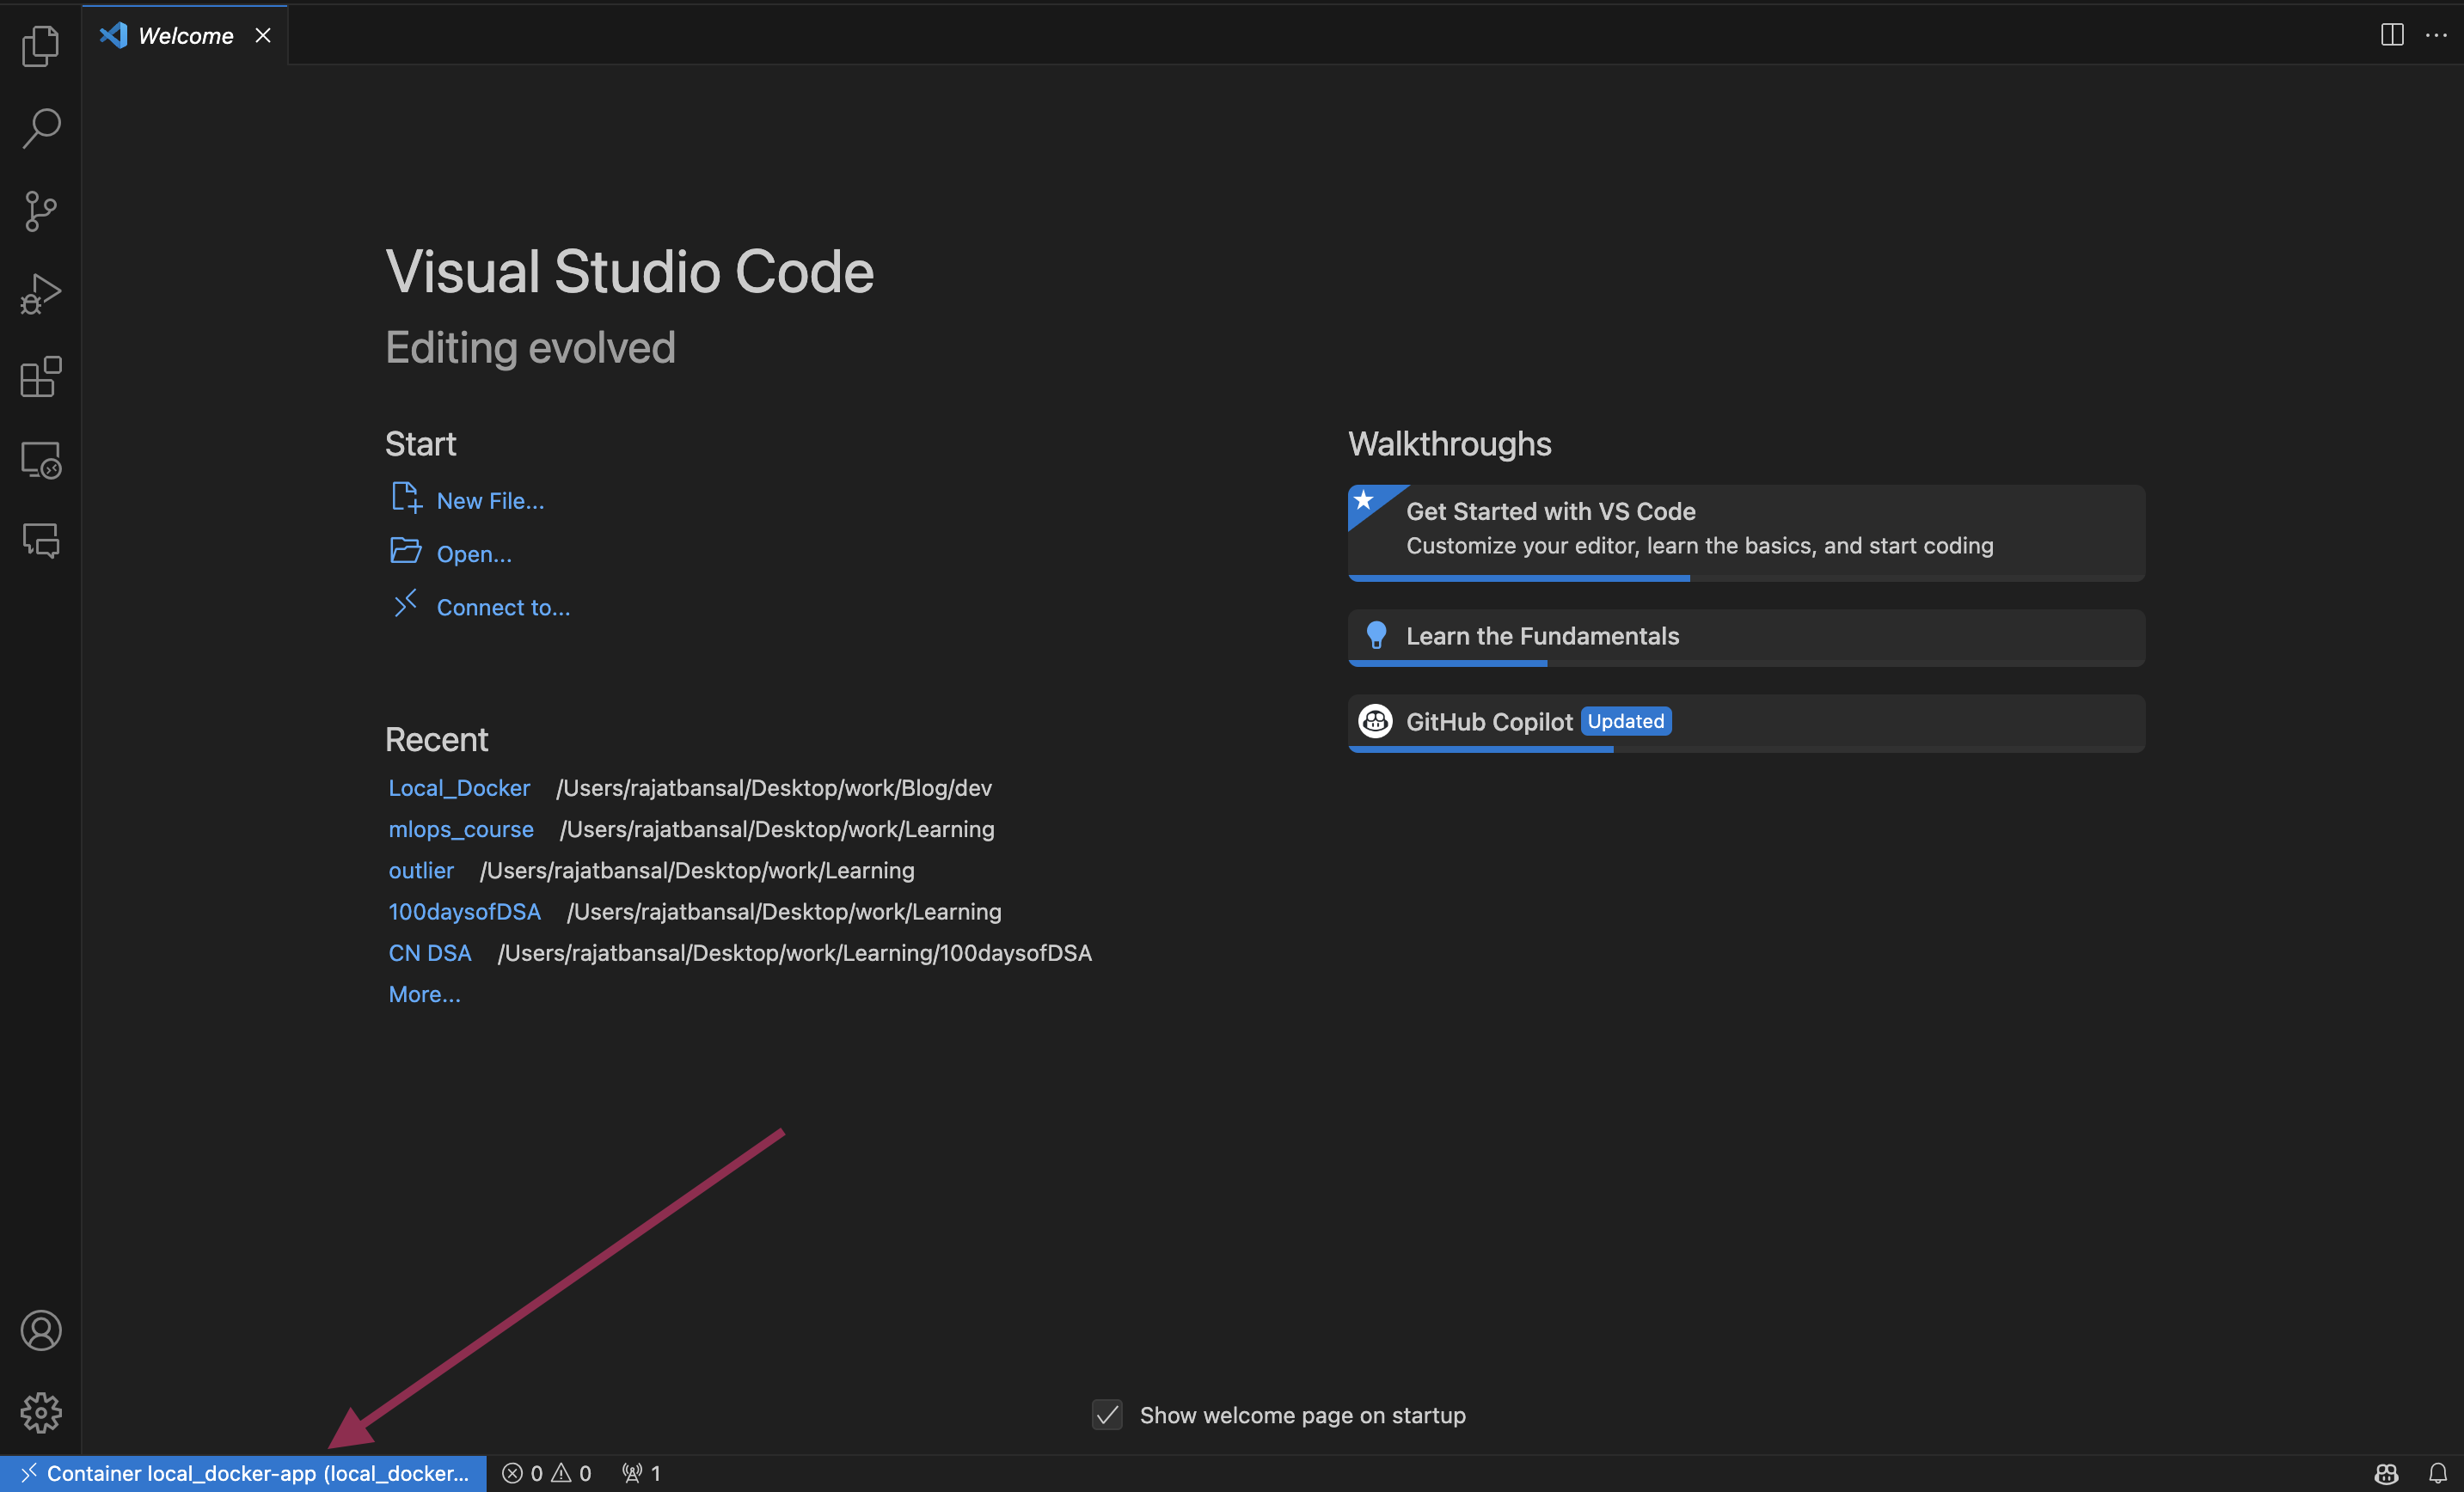 Welcome
Visual Studio Code
Editing evolved
Start
New File...
Open...
Connect to...
Recent
Local_Docker /Users/rajatbansal/Desktop/work/Blog/dev
mlops_course /Users/rajatbansal/Desktop/work/Learning
outlier /Users/rajatbansal/Desktop/work/Learning
100daysofDSA /Users/rajatbansal/Desktop/work/Learning
CN DSA /Users/rajatbansal/Desktop/work/Learning/100daysofDSA
More...
Walkthroughs
Get Started with VS Code
Customize your editor, learn the basics, and start coding
Learn the Fundamentals
GitHub Copilot Updated
Show welcome page on startup
Container local_docker-app (local_docker... 0 0 1